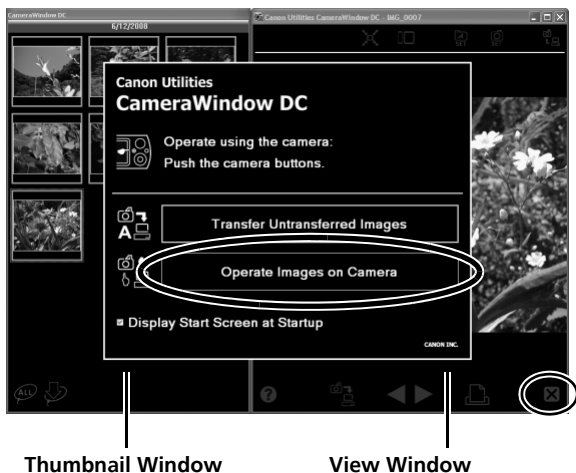 CameraWindow DC
6/12/2008
Canon Utilities CameraWindow DC - IMG_0007
SET
Canon Utilities
CameraWindow DC
Operate using the camera:
Push the camera buttons.
A
Transfer Untransferred Images
Operate Images on Camera
Display Start Screen at Startup
CANON INC.
ALL
?
Thumbnail Window
View Window